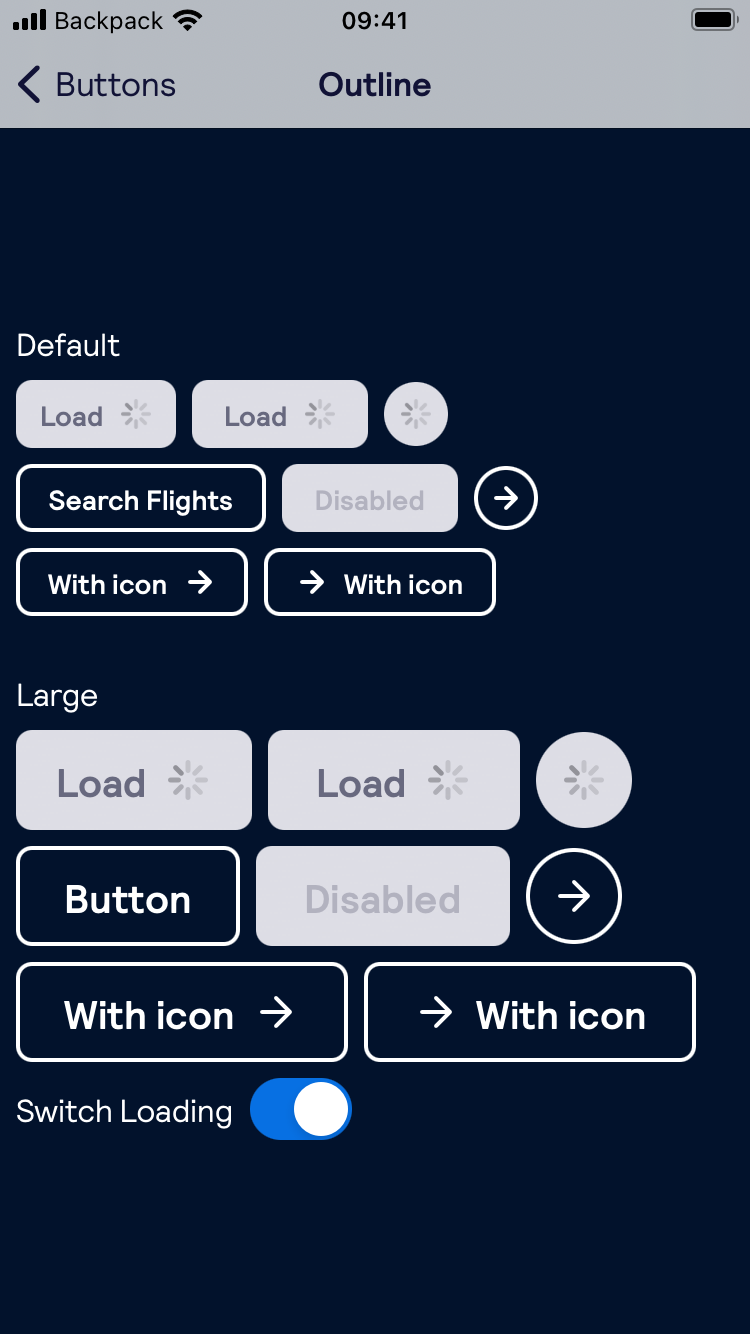 Backpack 09:41
Buttons Outline
Default
Load Load
Search Flights Disabled
With icon With icon
Large
Load Load
Button Disabled
With icon With icon
Switch Loading